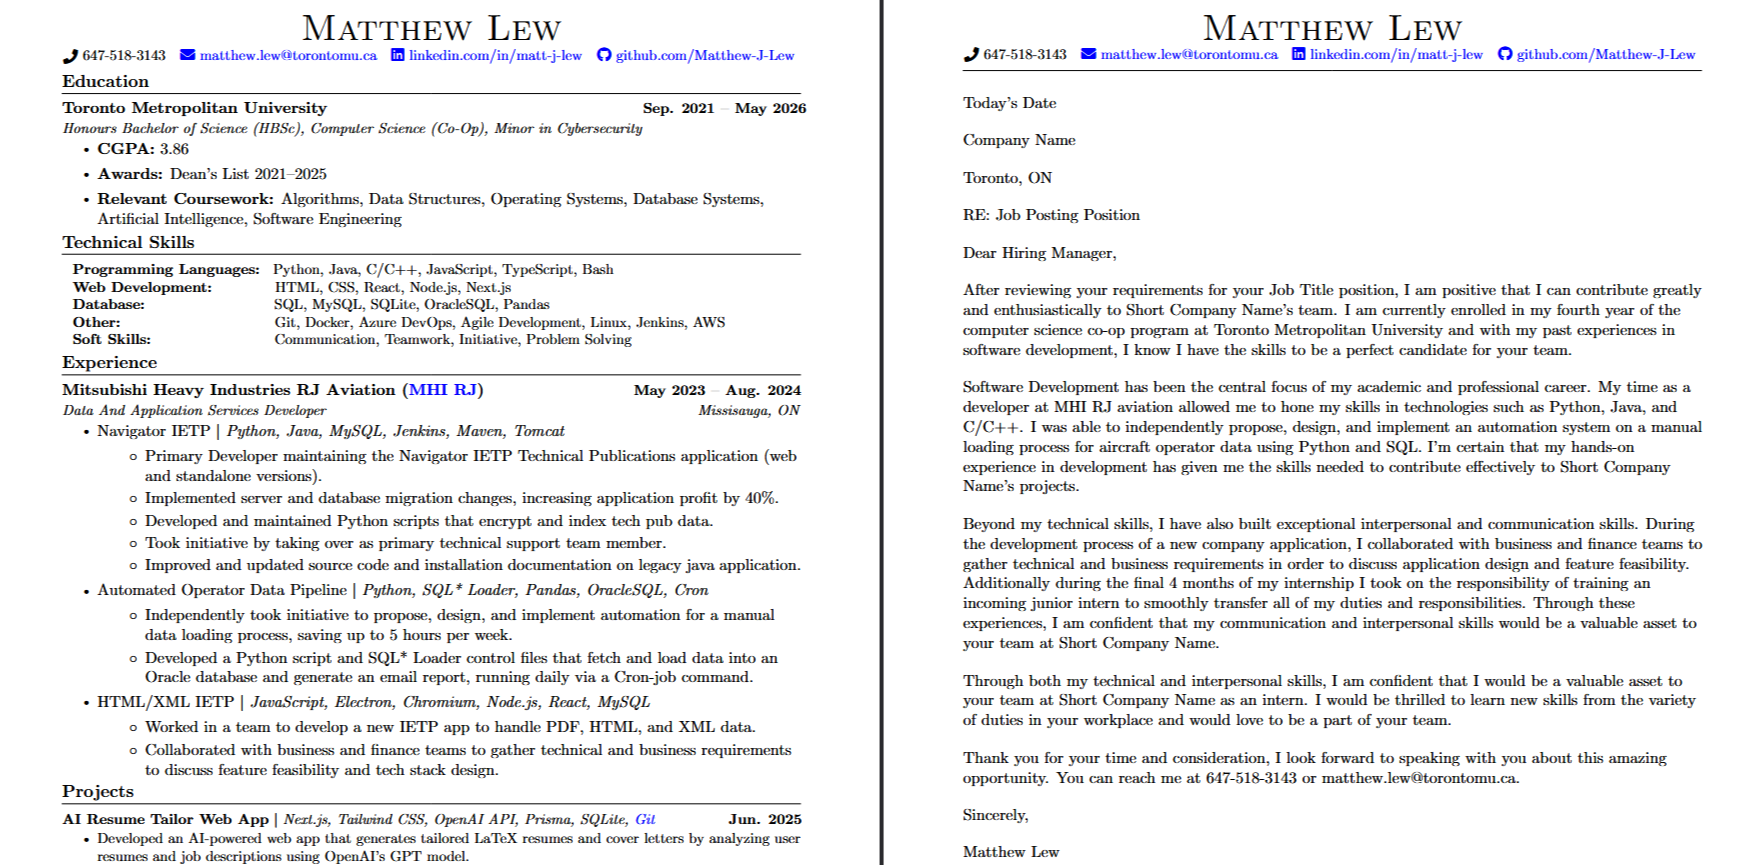 Matthew Lew
647-518-3143 matthew.lew@torontomu.ca linkedin.com/in/matt-j-lew github.com/Matthew-J-Lew
Education
Toronto Metropolitan University Sep. 2021 – May 2026
Honours Bachelor of Science (HBSc), Computer Science (Co-Op), Minor in Cybersecurity
• CGPA: 3.86
• Awards: Dean's List 2021–2025
• Relevant Coursework: Algorithms, Data Structures, Operating Systems, Database Systems,
Artificial Intelligence, Software Engineering
Technical Skills
Programming Languages: Python, Java, C/C++, JavaScript, TypeScript, Bash
Web Development: HTML, CSS, React, Node.js, Next.js
Database: SQL, MySQL, SQLite, OracleSQL, Pandas
Other: Git, Docker, Azure DevOps, Agile Development, Linux, Jenkins, AWS
Soft Skills: Communication, Teamwork, Initiative, Problem Solving
Experience
Mitsubishi Heavy Industries RJ Aviation (MHI RJ) May 2023 – Aug. 2024
Data And Application Services Developer Missisauga, ON
• Navigator IETP | Python, Java, MySQL, Jenkins, Maven, Tomcat
○ Primary Developer maintaining the Navigator IETP Technical Publications application (web
and standalone versions).
○ Implemented server and database migration changes, increasing application profit by 40%.
○ Developed and maintained Python scripts that encrypt and index tech pub data.
○ Took initiative by taking over as primary technical support team member.
○ Improved and updated source code and installation documentation on legacy java application.
• Automated Operator Data Pipeline | Python, SQL* Loader, Pandas, OracleSQL, Cron
○ Independently took initiative to propose, design, and implement automation for a manual
data loading process, saving up to 5 hours per week.
○ Developed a Python script and SQL* Loader control files that fetch and load data into an
Oracle database and generate an email report, running daily via a Cron-job command.
• HTML/XML IETP | JavaScript, Electron, Chromium, Node.js, React, MySQL
○ Worked in a team to develop a new IETP app to handle PDF, HTML, and XML data.
○ Collaborated with business and finance teams to gather technical and business requirements
to discuss feature feasibility and tech stack design.
Projects
AI Resume Tailor Web App | Next.js, Tailwind CSS, OpenAI API, Prisma, SQLite, Git Jun. 2025
• Developed an AI-powered web app that generates tailored LaTeX resumes and cover letters by analyzing user
resumes and job descriptions using OpenAI's GPT model.
Matthew Lew
647-518-3143 matthew.lew@torontomu.ca linkedin.com/in/matt-j-lew github.com/Matthew-J-Lew
Today's Date
Company Name
Toronto, ON
RE: Job Posting Position
Dear Hiring Manager,
After reviewing your requirements for your Job Title position, I am positive that I can contribute greatly
and enthusiastically to Short Company Name's team. I am currently enrolled in my fourth year of the
computer science co-op program at Toronto Metropolitan University and with my past experiences in
software development, I know I have the skills to be a perfect candidate for your team.
Software Development has been the central focus of my academic and professional career. My time as a
developer at MHI RJ aviation allowed me to hone my skills in technologies such as Python, Java, and
C/C++. I was able to independently propose, design, and implement an automation system on a manual
loading process for aircraft operator data using Python and SQL. I'm certain that my hands-on
experience in development has given me the skills needed to contribute effectively to Short Company
Name's projects.
Beyond my technical skills, I have also built exceptional interpersonal and communication skills. During
the development process of a new company application, I collaborated with business and finance teams to
gather technical and business requirements in order to discuss application design and feature feasibility.
Additionally during the final 4 months of my internship I took on the responsibility of training an
incoming junior intern to smoothly transfer all of my duties and responsibilities. Through these
experiences, I am confident that my communication and interpersonal skills would be a valuable asset to
your team at Short Company Name.
Through both my technical and interpersonal skills, I am confident that I would be a valuable asset to
your team at Short Company Name as an intern. I would be thrilled to learn new skills from the variety
of duties in your workplace and would love to be a part of your team.
Thank you for your time and consideration, I look forward to speaking with you about this amazing
opportunity. You can reach me at 647-518-3143 or matthew.lew@torontomu.ca.
Sincerely,
Matthew Lew